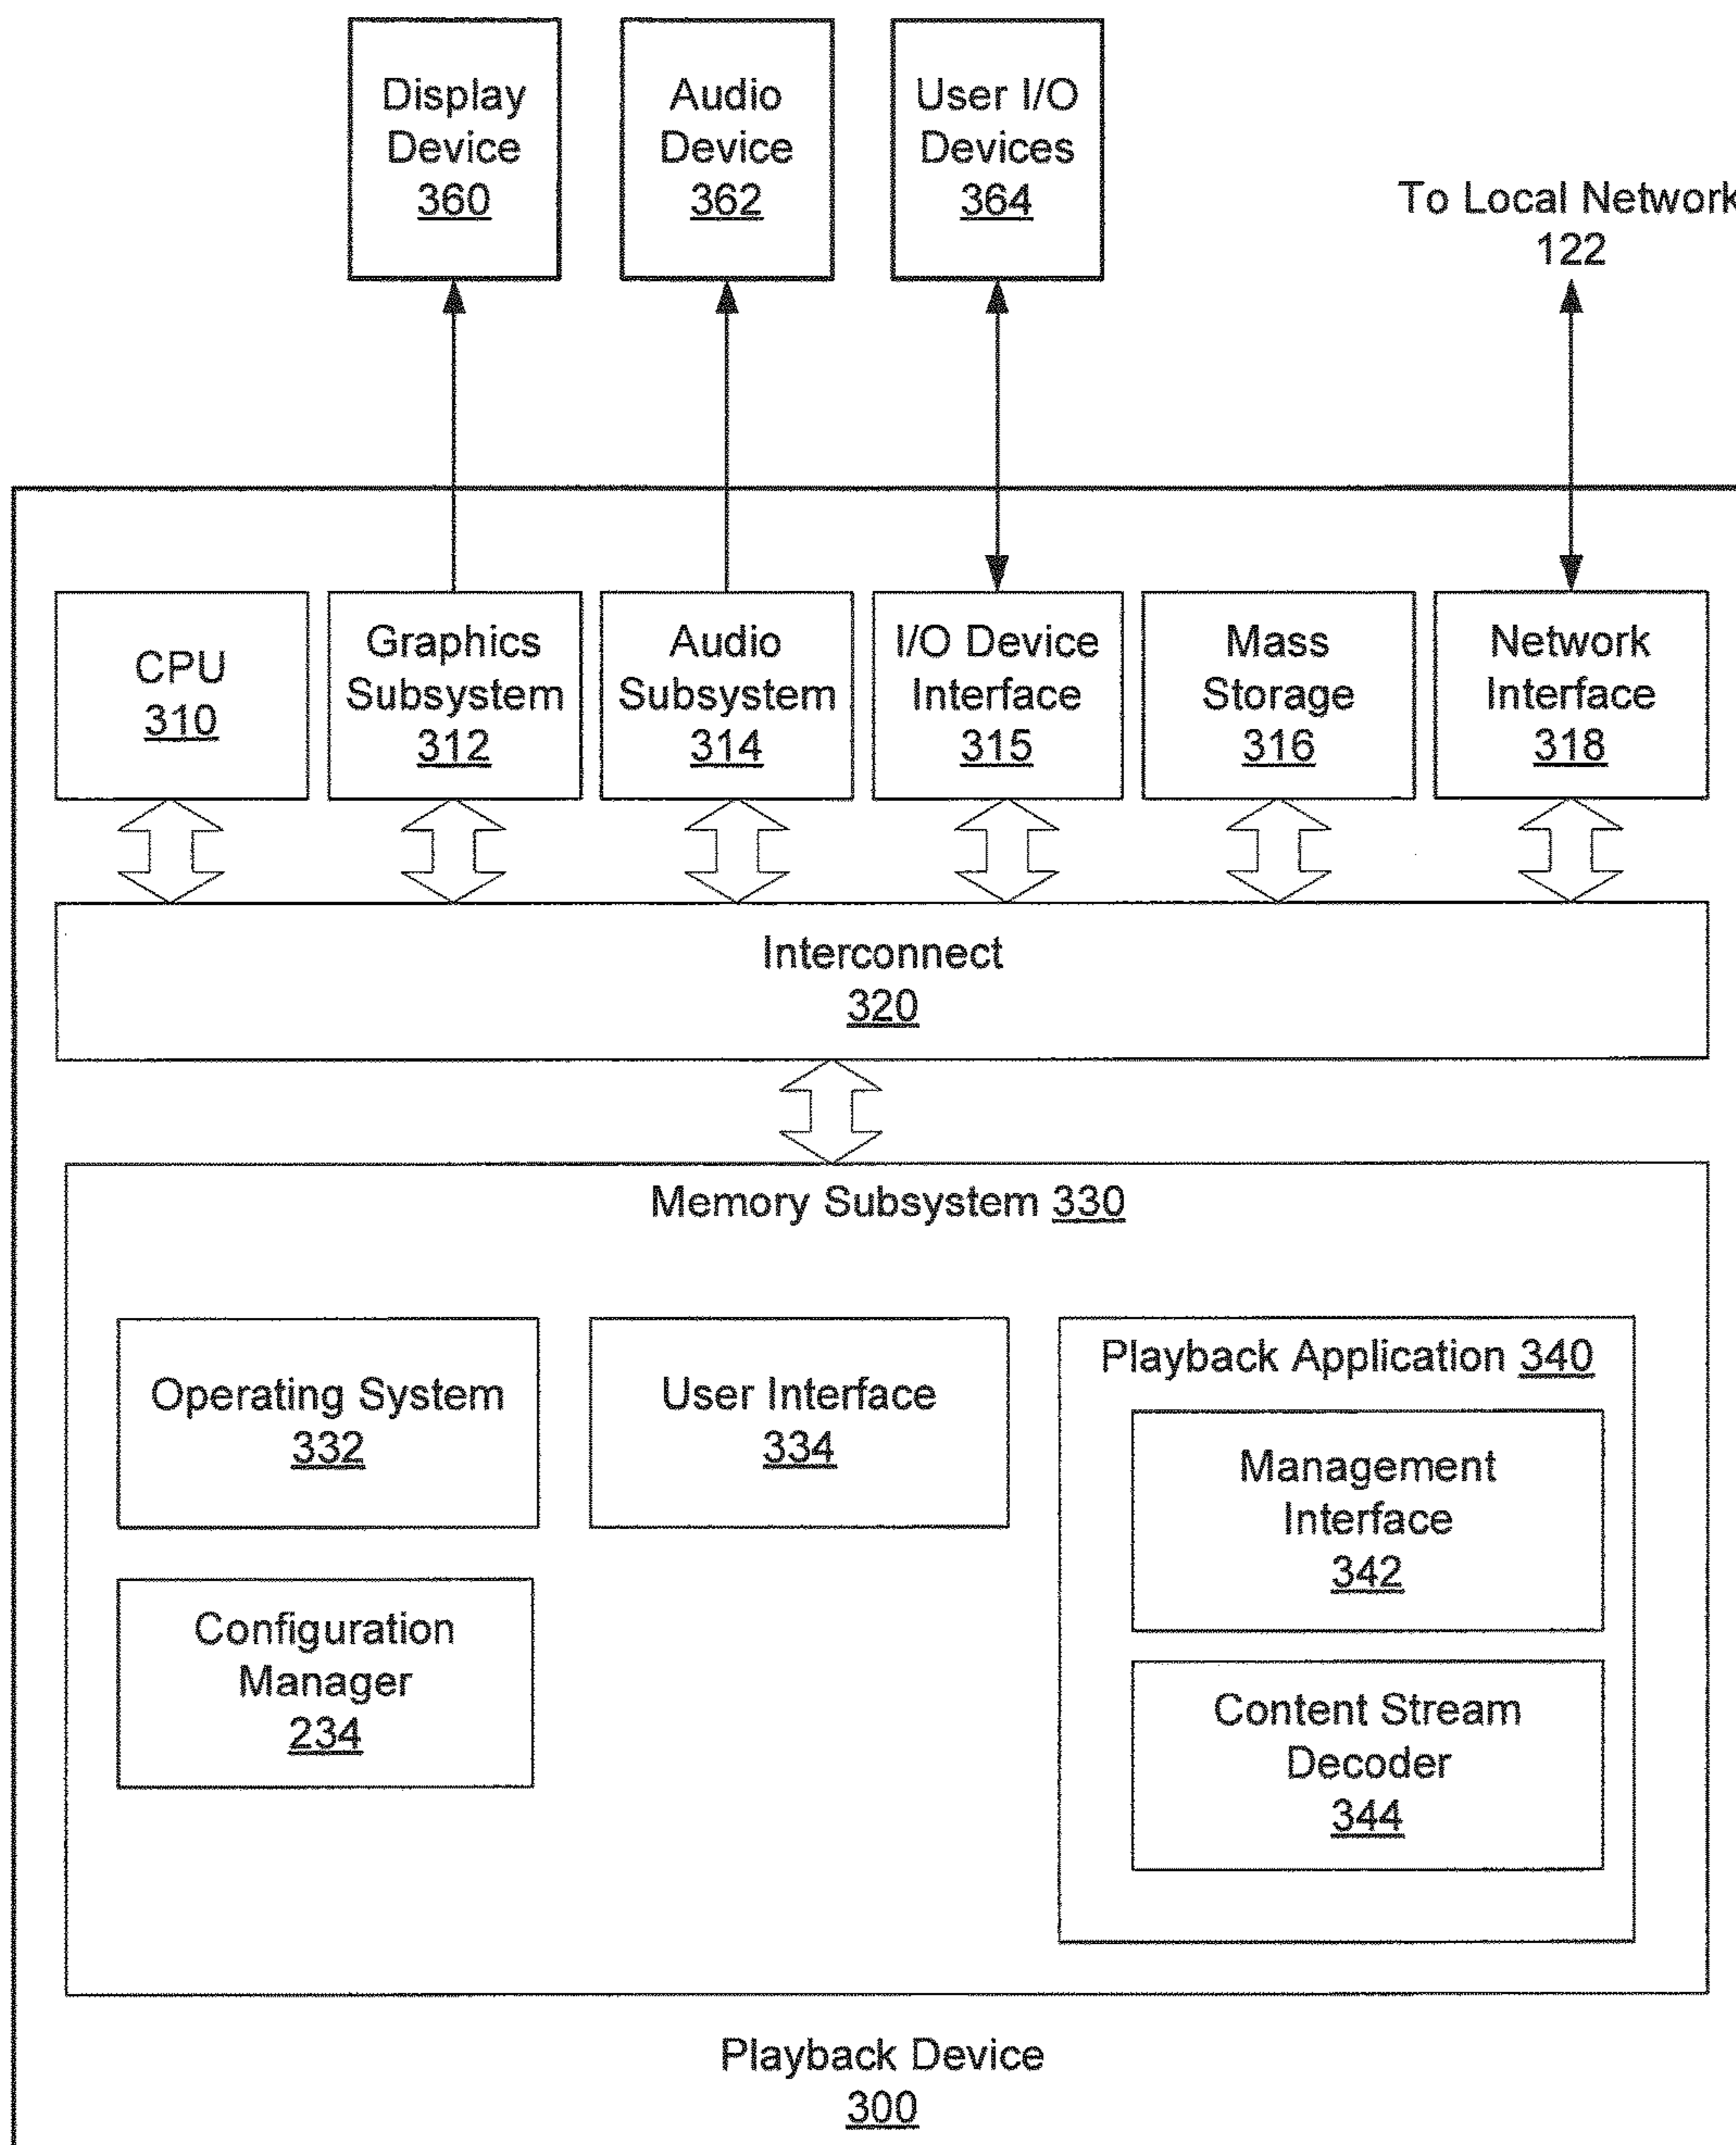 Display
Device
360
Audio
Device
362
User I/O
Devices
364
To Local Network
122
CPU
310
Graphics
Subsystem
312
Audio
Subsystem
314
I/O Device
Interface
315
Mass
Storage
316
Network
Interface
318
Interconnect
320
Memory Subsystem 330
Operating System
332
User Interface
334
Playback Application 340
Management
Interface
342
Configuration
Manager
234
Content Stream
Decoder
344
Playback Device
300